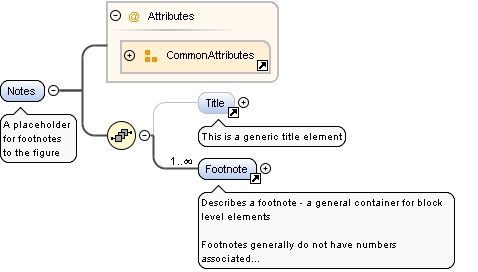 @ Attributes
CommonAttributes
Notes
A placeholder
for footnotes
to the figure
Title
This is a generic title element
1..∞
Footnote
Describes a footnote - a general container for block
level elements
Footnotes generally do not have numbers
associated...